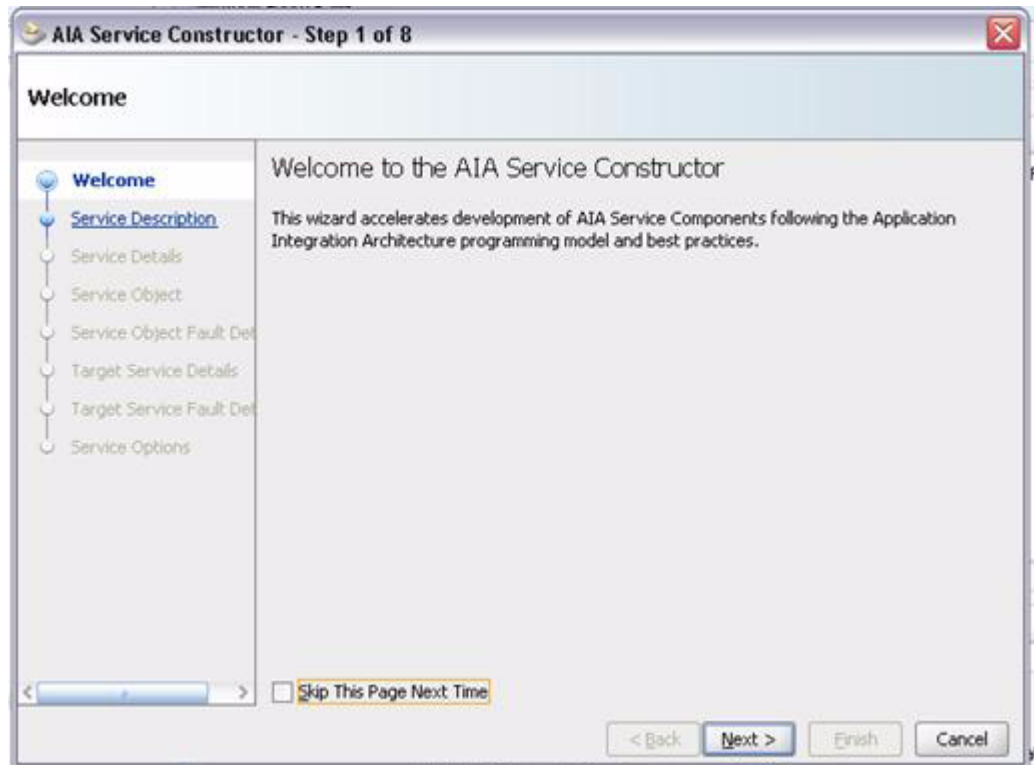 AIA Service Constructor - Step 1 of 8
Welcome
Welcome
Service Description
Service Details
Service Object
Service Object Fault Det
Target Service Details
Target Service Fault Det
Service Options
Welcome to the AIA Service Constructor
This wizard accelerates development of AIA Service Components following the Application
Integration Architecture programming model and best practices.
Skip This Page Next Time
< Back
Next >
Finish
Cancel